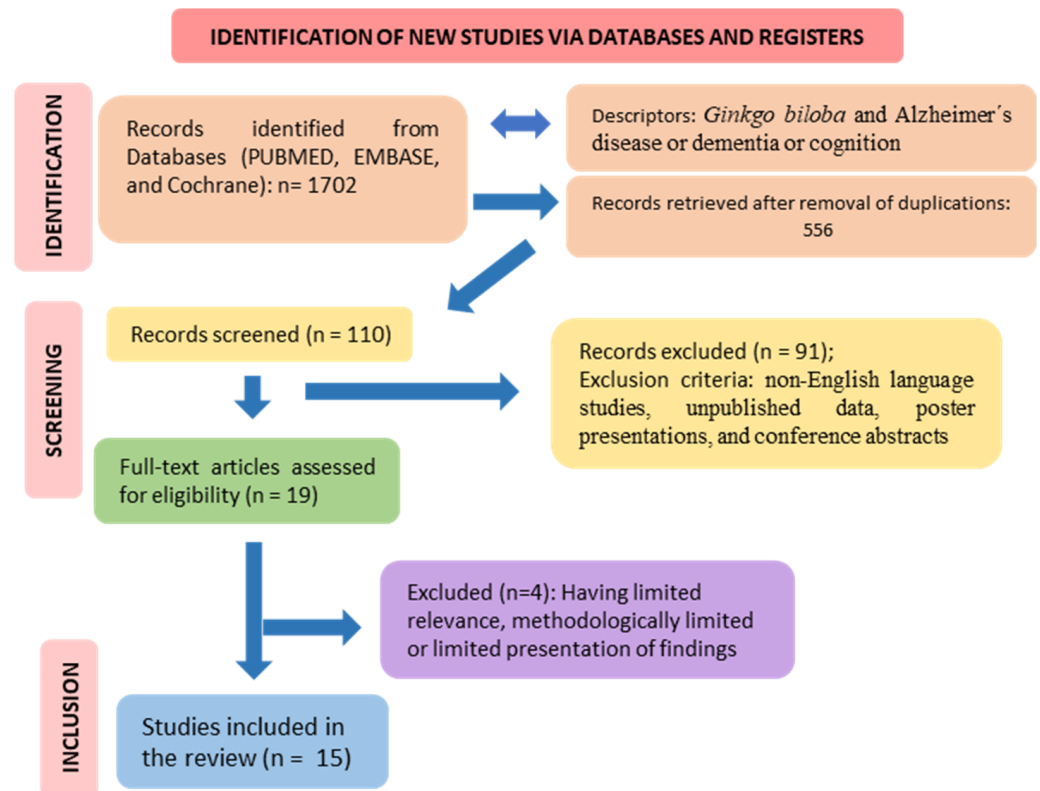 IDENTIFICATION OF NEW STUDIES VIA DATABASES AND REGISTERS
IDENTIFICATION
Records identified from
Databases (PUBMED, EMBASE,
and Cochrane): n= 1702
Descriptors: Ginkgo biloba and Alzheimer´s
disease or dementia or cognition
Records retrieved after removal of duplications:
556
SCREENING
Records screened (n = 110)
Records excluded (n = 91);
Exclusion criteria: non-English language
studies, unpublished data, poster
presentations, and conference abstracts
Full-text articles assessed
for eligibility (n = 19)
Excluded (n=4): Having limited
relevance, methodologically limited
or limited presentation of findings
INCLUSION
Studies included in
the review (n = 15)